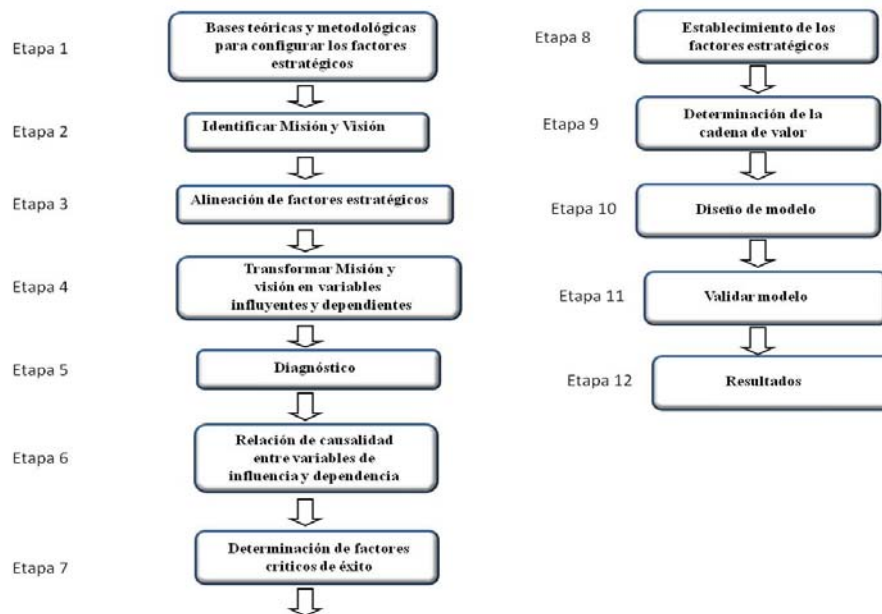 Etapa 1
Bases teóricas y metodológicas
para configurar los factores
estratégicos
Etapa 2
Identificar Misión y Visión
Etapa 3
Alineación de factores estratégicos
Etapa 4
Transformar Misión y
visión en variables
influyentes y dependientes
Etapa 5
Diagnóstico
Etapa 6
Relación de causalidad
entre variables de
influencia y dependencia
Etapa 7
Determinación de factores
criticos de éxito
Etapa 8
Establecimiento de los
factores estratégicos
Etapa 9
Determinación de la
cadena de valor
Etapa 10
Diseño de modelo
Etapa 11
Validar modelo
Etapa 12
Resultados